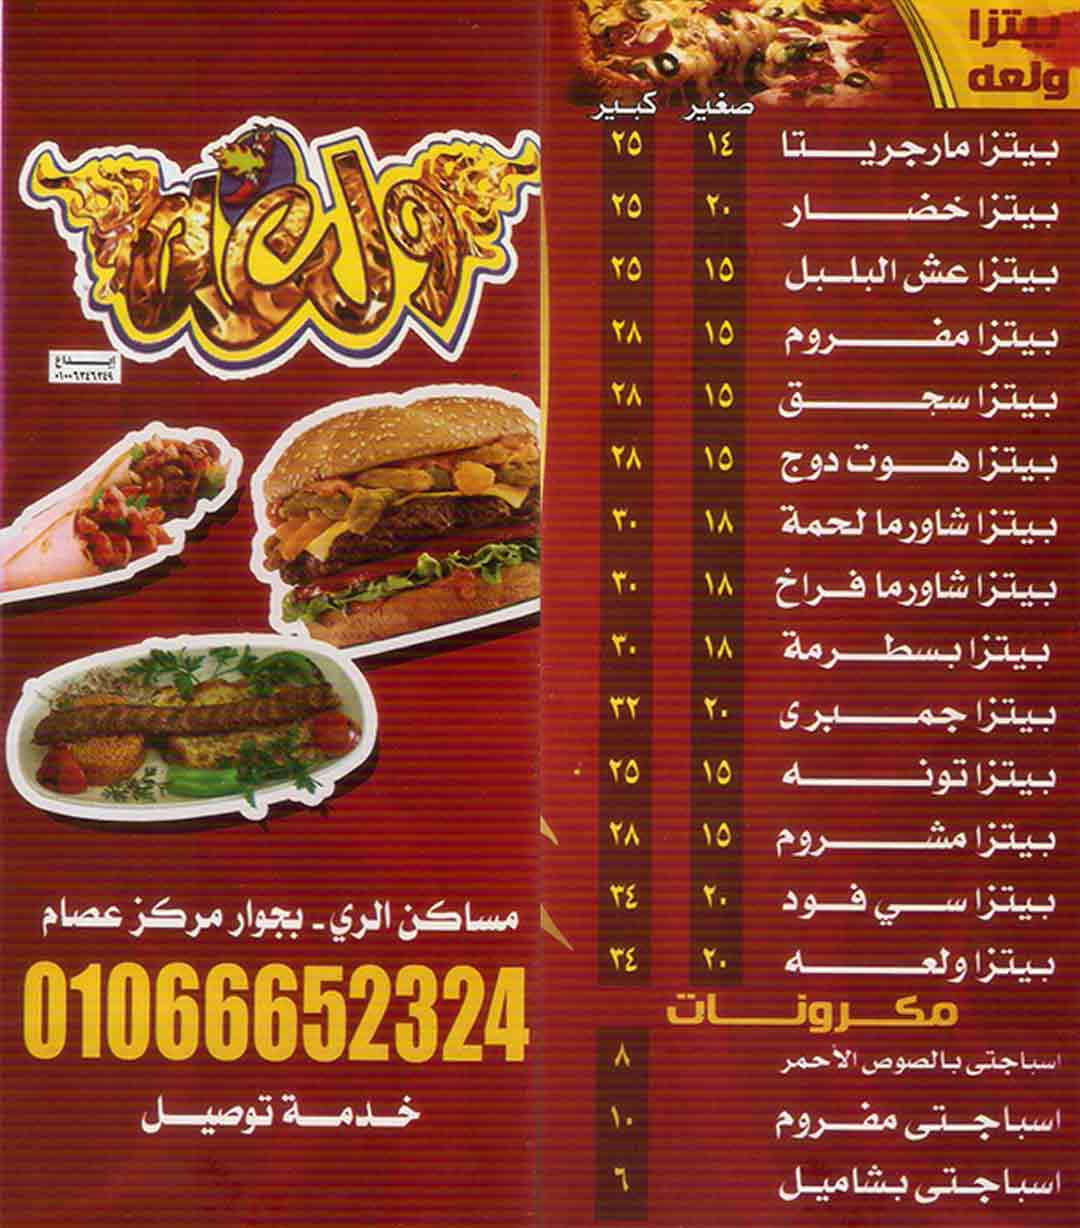 بيتزا
ولعه
صغير كبير
بيتزا مارجريتا ١٤ ٢٥
بيتزا خضار ٢٠ ٢٥
بيتزا عش البلبل ١٥ ٢٥
بيتزا مفروم ١٥ ٢٨
بيتزا سجق ١٥ ٢٨
بيتزا هوت دوج ١٥ ٢٨
بيتزا شاورما لحمة ١٨ ٣٠
بيتزا شاورما فراخ ١٨ ٣٠
بيتزا بسطرمة ١٨ ٣٠
بيتزا جمبرى ٢٠ ٣٢
بيتزا تونه ١٥ ٢٥
بيتزا مشروم ١٥ ٢٨
بيتزا سي فود ٢٠ ٣٤
بيتزا ولعه ٢٠ ٣٤
مكرونات
اسباجتى بالصوص الأحمر ٨
اسباجتى مفروم ١٠
اسباجتى بشاميل ٦
ولعه
إبداع
٠١٠٠٦٣٤٦٣٤٩
مساكن الري - بجوار مركز عصام
01066652324
خدمة توصيل